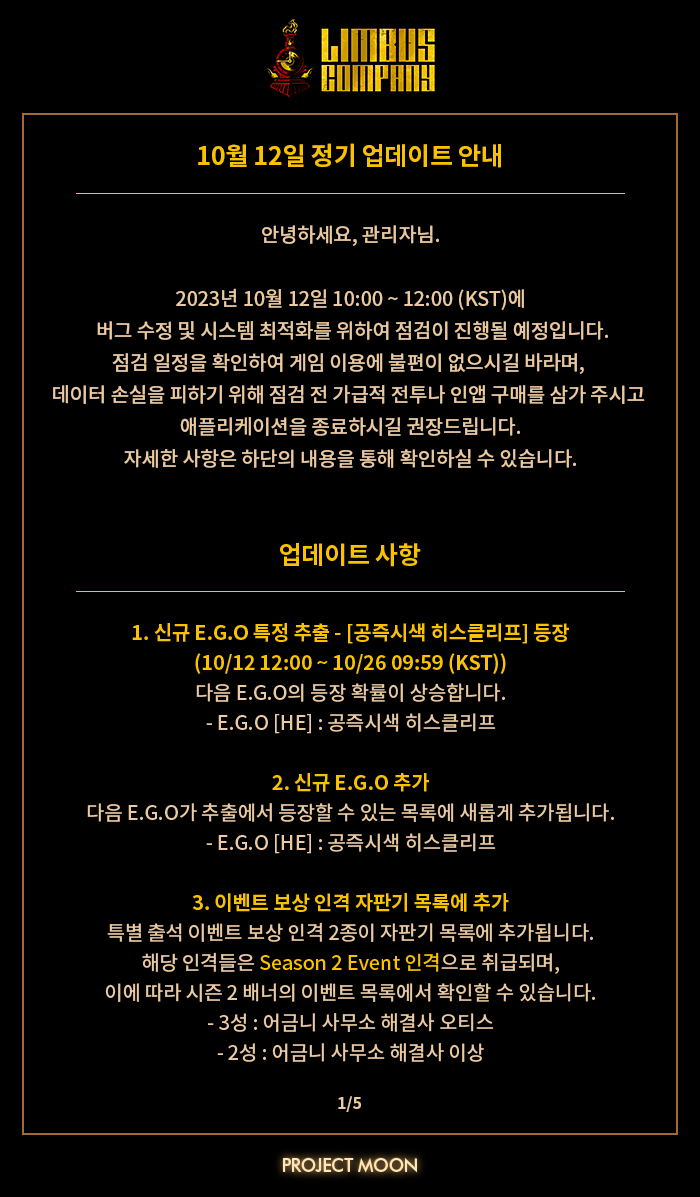 LIMBUS
COMPANY
10월 12일 정기 업데이트 안내
안녕하세요, 관리자님.
2023년 10월 12일 10:00 ~ 12:00 (KST)에
버그 수정 및 시스템 최적화를 위하여 점검이 진행될 예정입니다.
점검 일정을 확인하여 게임 이용에 불편이 없으시길 바라며,
데이터 손실을 피하기 위해 점검 전 가급적 전투나 인앱 구매를 삼가 주시고
애플리케이션을 종료하시길 권장드립니다.
자세한 사항은 하단의 내용을 통해 확인하실 수 있습니다.
업데이트 사항
1. 신규 E.G.O 특정 추출 - [공즉시색 히스클리프] 등장
(10/12 12:00 ~ 10/26 09:59 (KST))
다음 E.G.O의 등장 확률이 상승합니다.
- E.G.O [HE] : 공즉시색 히스클리프
2. 신규 E.G.O 추가
다음 E.G.O가 추출에서 등장할 수 있는 목록에 새롭게 추가됩니다.
- E.G.O [HE] : 공즉시색 히스클리프
3. 이벤트 보상 인격 자판기 목록에 추가
특별 출석 이벤트 보상 인격 2종이 자판기 목록에 추가됩니다.
해당 인격들은 Season 2 Event 인격으로 취급되며,
이에 따라 시즌 2 배너의 이벤트 목록에서 확인할 수 있습니다.
- 3성 : 어금니 사무소 해결사 오티스
- 2성 : 어금니 사무소 해결사 이상
1/5
PROJECT MOON